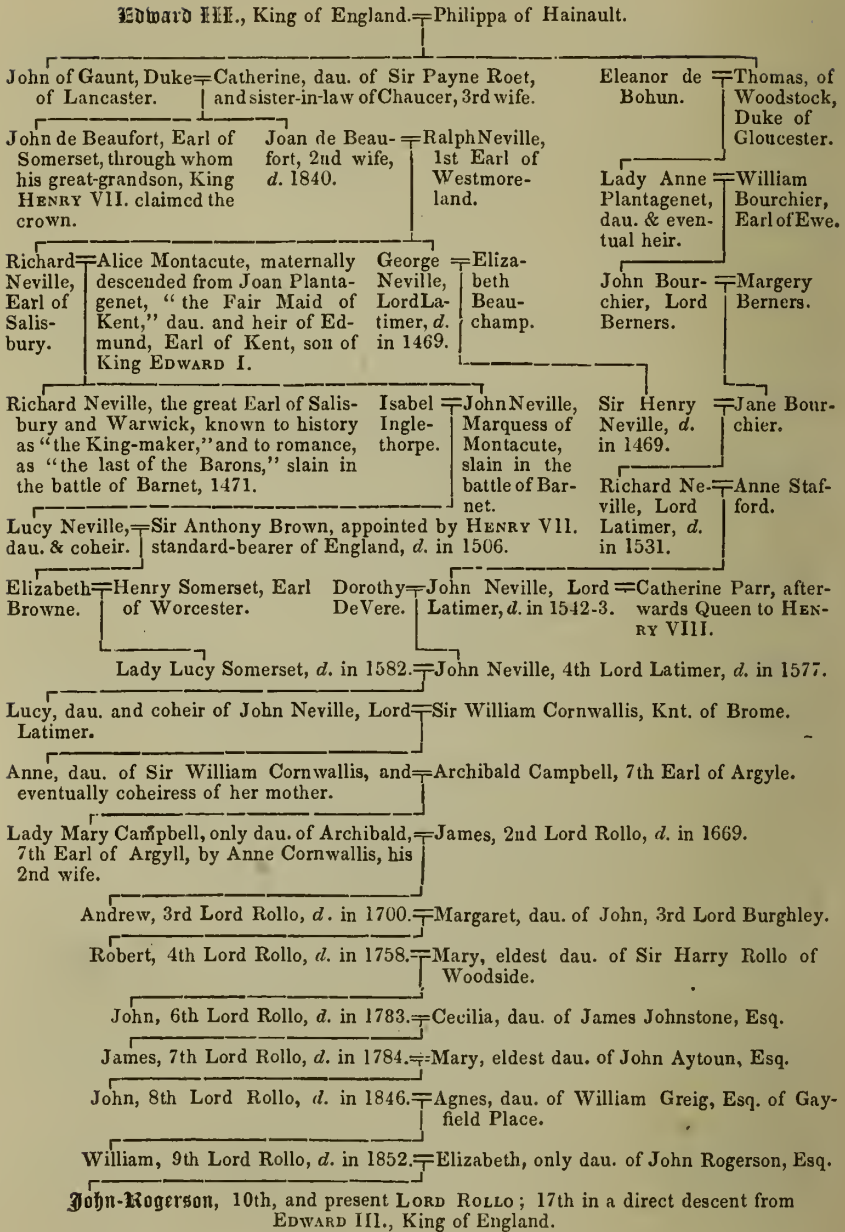 Edward III., King of England.=Philippa of Hainault.
John of Gaunt, Duke=Catherine, dau. of Sir Payne Roet,
of Lancaster. and sister-in-law of Chaucer, 3rd wife.
Eleanor de=Thomas, of
Bohun. Woodstock,
Duke of
Gloucester.
John de Beaufort, Earl of
Somerset, through whom
his great-grandson, King
HENRY VII. claimed the
crown.
Joan de Beau-=Ralph Neville,
fort, 2nd wife, 1st Earl of
d. 1840. Westmore-
land.
Lady Anne=William
Plantagenet, Bourchier,
dau. & even- Earl of Ewe.
tual heir.
Richard=Alice Montacute, maternally
Neville, descended from Joan Planta-
Earl of genet, "the Fair Maid of
Salis- Kent," dau. and heir of Ed-
bury. mund, Earl of Kent, son of
King EDWARD I.
George=Eliza-
Neville, beth
Lord La- Beau-
timer, d. champ.
in 1469.
John Bour-=Margery
chier, Lord Berners.
Berners.
Richard Neville, the great Earl of Salis-
bury and Warwick, known to history
as "the King-maker," and to romance,
as "the last of the Barons," slain in
the battle of Barnet, 1471.
Isabel=John Neville,
Ingle- Marquess of
thorpe. Montacute,
slain in the
battle of Bar-
net.
Sir Henry=Jane Bour-
Neville, d. chier.
in 1469.
Richard Ne-=Anne Staf-
ville, Lord ford.
Latimer, d.
in 1531.
Lucy Neville,=Sir Anthony Brown, appointed by HENRY VII.
dau. & coheir. standard-bearer of England, d. in 1506.
Elizabeth=Henry Somerset, Earl
Browne. of Worcester.
Dorothy=John Neville, Lord=Catherine Parr, after-
DeVere. Latimer, d. in 1542-3. wards Queen to HEN-
RY VIII.
Lady Lucy Somerset, d. in 1582.=John Neville, 4th Lord Latimer, d. in 1577.
Lucy, dau. and coheir of John Neville, Lord=Sir William Cornwallis, Knt. of Brome.
Latimer.
Anne, dau. of Sir William Cornwallis, and=Archibald Campbell, 7th Earl of Argyle.
eventually coheiress of her mother.
Lady Mary Campbell, only dau. of Archibald,=James, 2nd Lord Rollo, d. in 1669.
7th Earl of Argyll, by Anne Cornwallis, his
2nd wife.
Andrew, 3rd Lord Rollo, d. in 1700.=Margaret, dau. of John, 3rd Lord Burghley.
Robert, 4th Lord Rollo, d. in 1758.=Mary, eldest dau. of Sir Harry Rollo of
Woodside.
John, 6th Lord Rollo, d. in 1783.=Cecilia, dau. of James Johnstone, Esq.
James, 7th Lord Rollo, d. in 1784.=Mary, eldest dau. of John Aytoun, Esq.
John, 8th Lord Rollo, d. in 1846.=Agnes, dau. of William Greig, Esq. of Gay-
field Place.
William, 9th Lord Rollo, d. in 1852.=Elizabeth, only dau. of John Rogerson, Esq.
John-Rogerson, 10th, and present LORD ROLLO; 17th in a direct descent from
EDWARD III., King of England.